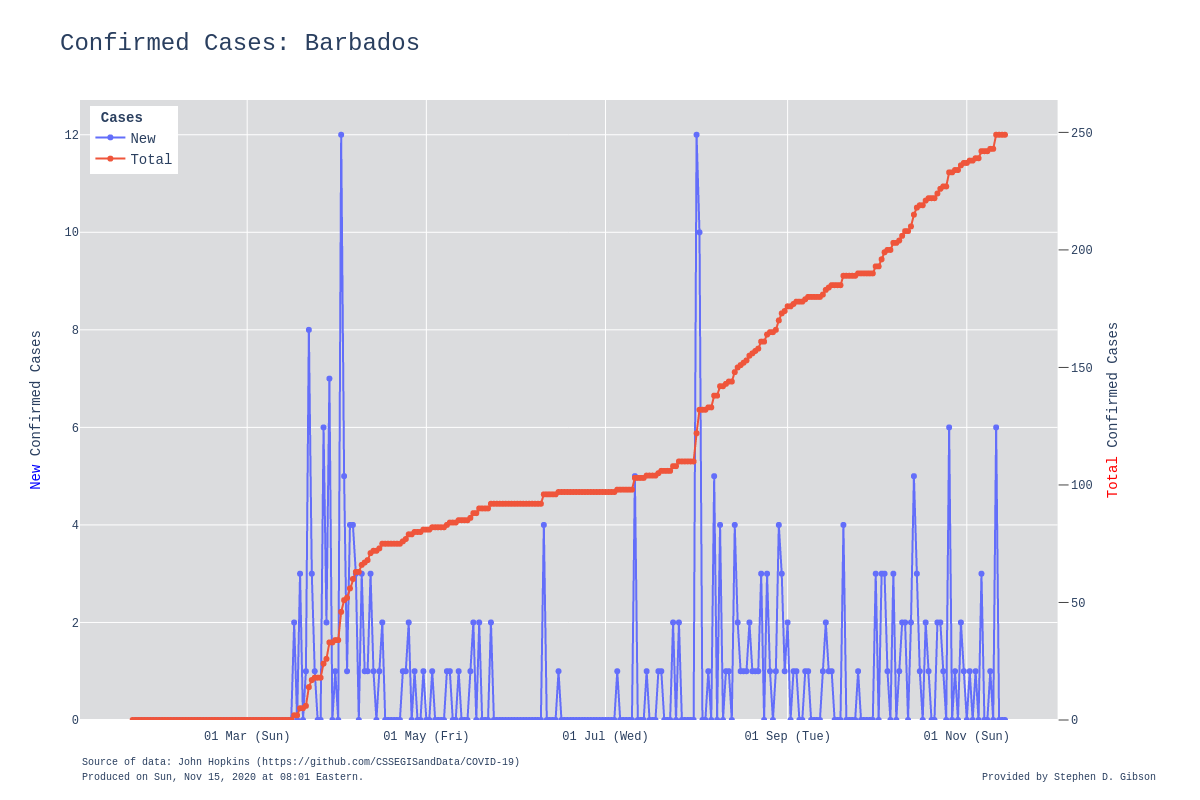 Confirmed Cases: Barbados
Cases
New
Total
12
10
8
6
4
2
0
250
200
150
100
50
0
New Confirmed Cases
Total Confirmed Cases
01 Mar (Sun)
01 May (Fri)
01 Jul (Wed)
01 Sep (Tue)
01 Nov (Sun)
Source of data: John Hopkins (https://github.com/CSSEGISandData/COVID-19)
Produced on Sun, Nov 15, 2020 at 08:01 Eastern.
Provided by Stephen D. Gibson